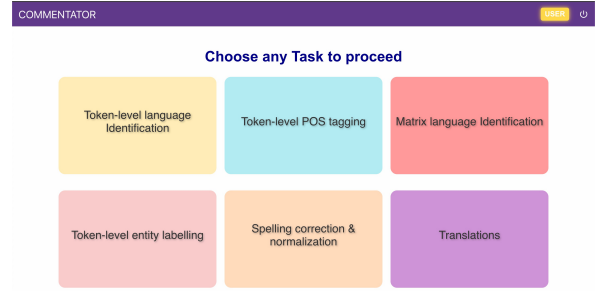 COMMENTATOR
USER
Choose any Task to proceed
Token-level language
Identification
Token-level POS tagging
Matrix language Identification
Token-level entity labelling
Spelling correction &
normalization
Translations